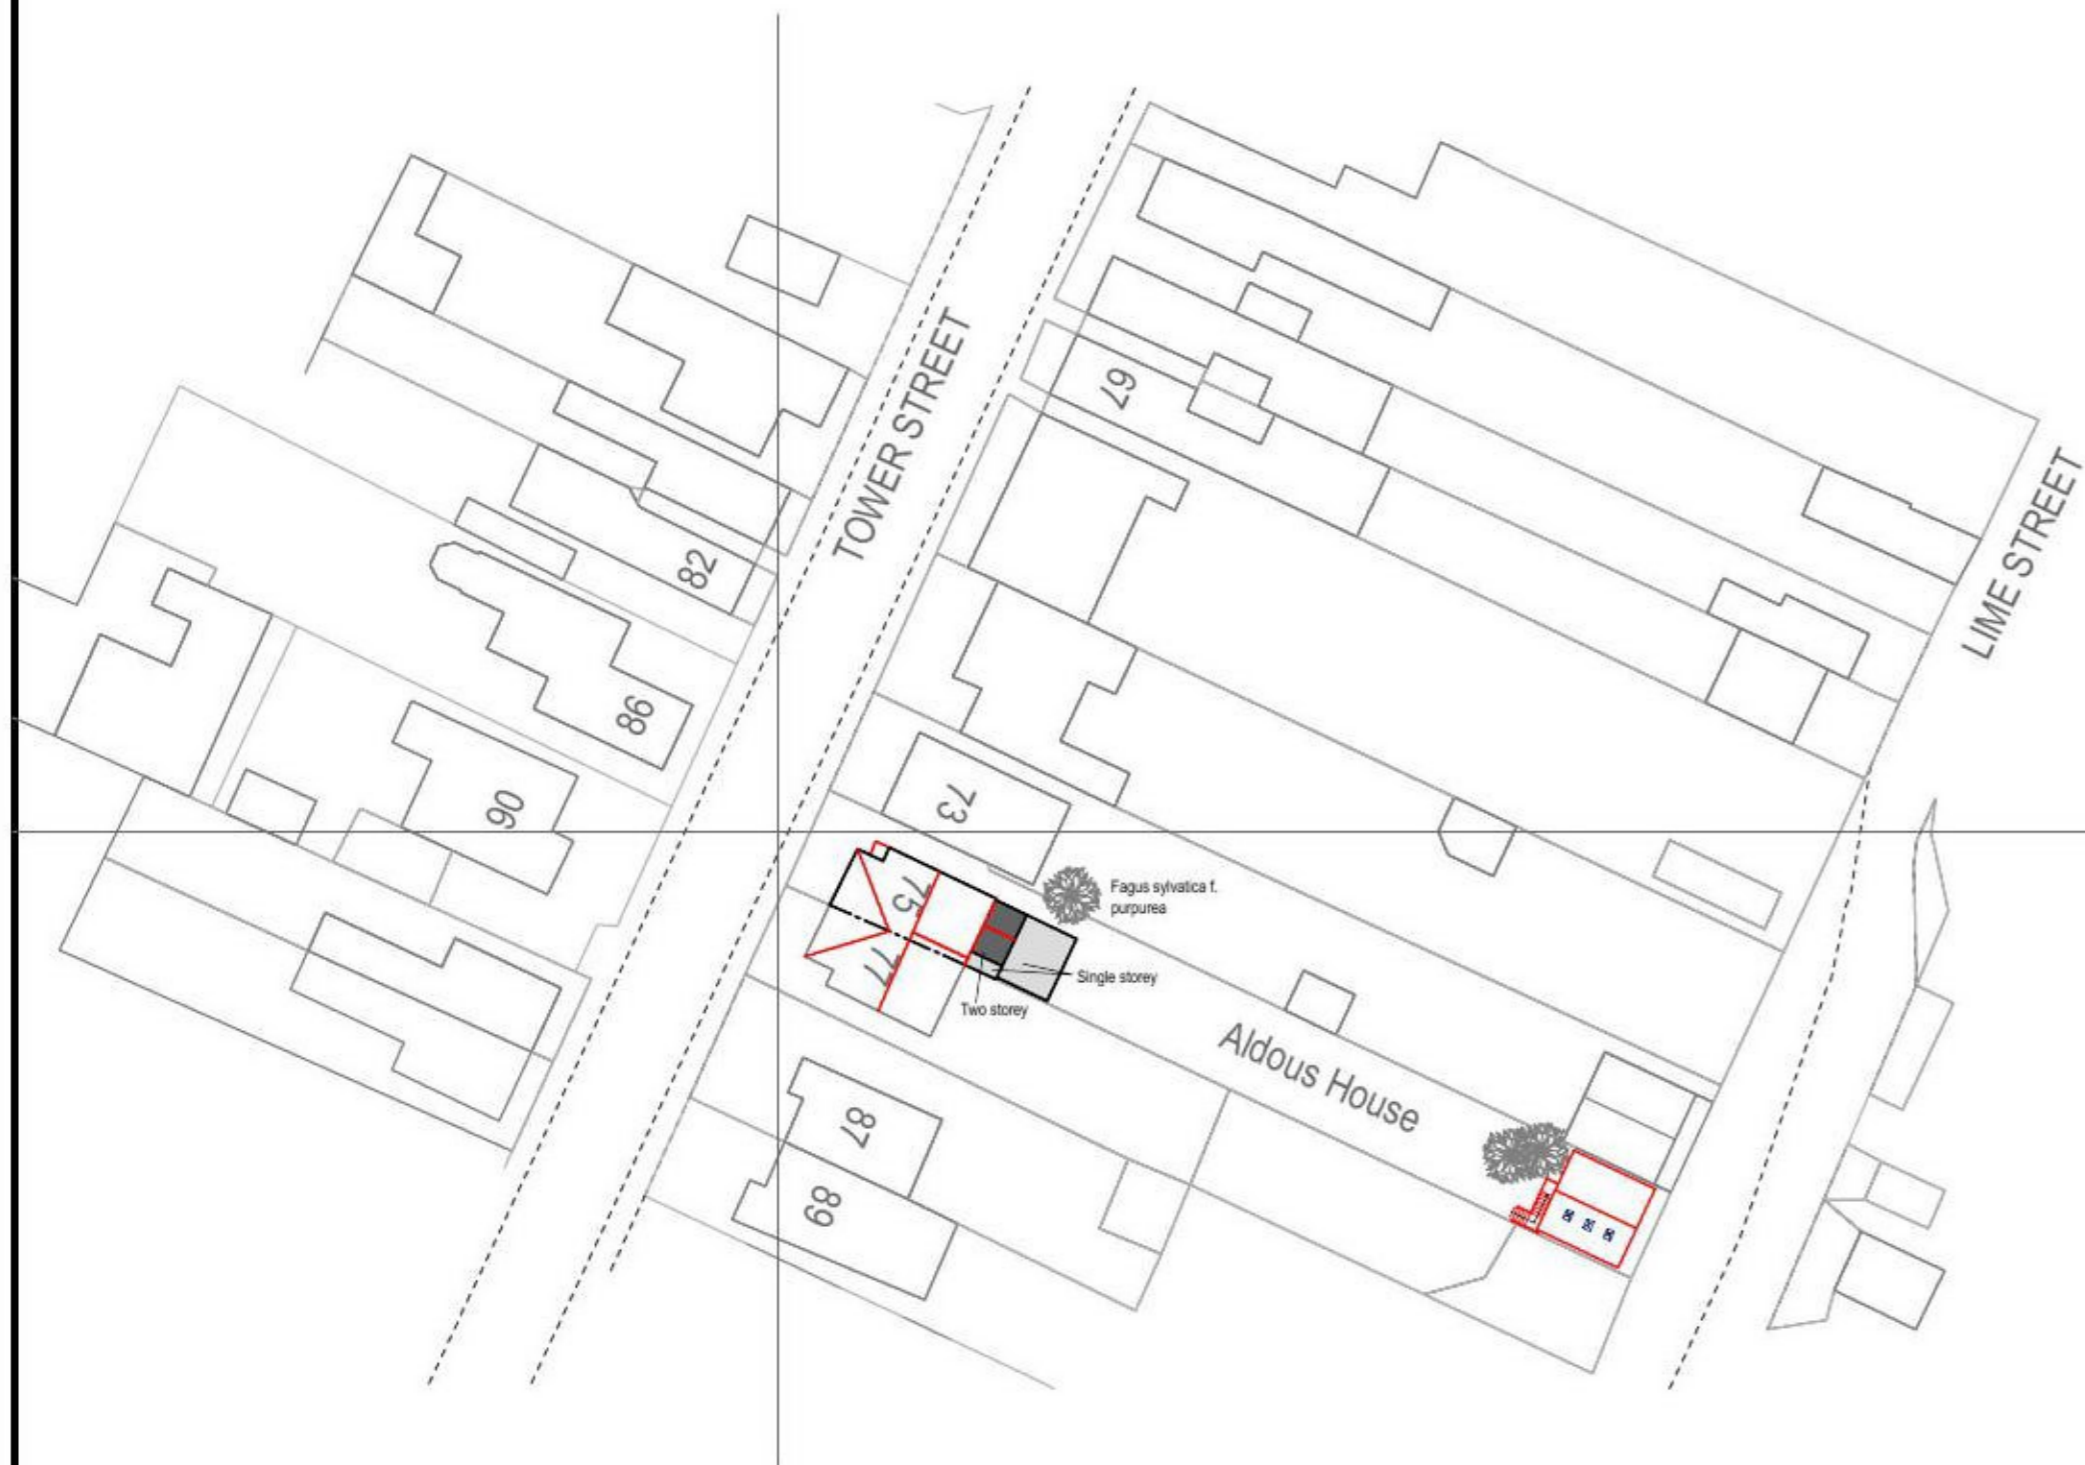 TOWER STREET
LIME STREET
67
82
86
90
73
75
77
Fagus sylvatica f.
purpurea
Single storey
Two storey
Aldous House
87
89